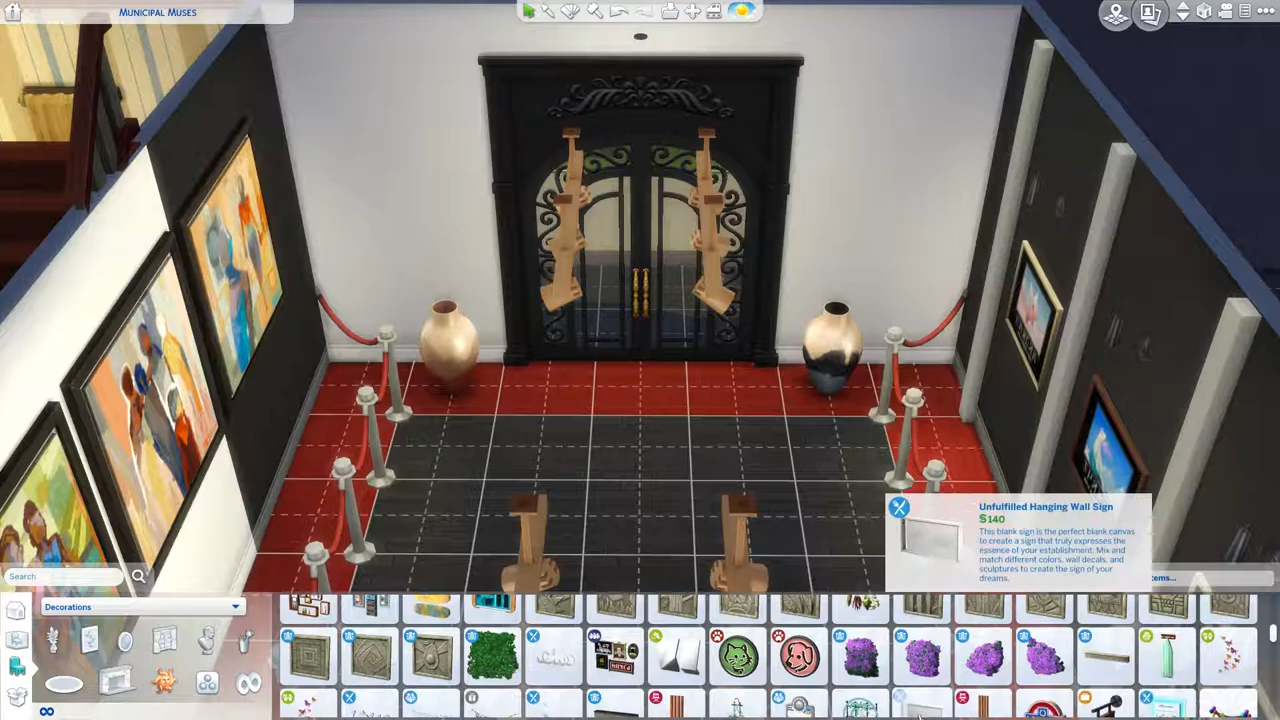 MUNICIPAL MUSES
Unfulfilled Hanging Wall Sign
§140
This blank sign is the perfect blank canvas
to create a sign that truly expresses the
essence of your establishment. Mix and
match different colors, wall decals, and
sculptures to create the sign of your
dreams.
Search
ems...
Decorations
echo